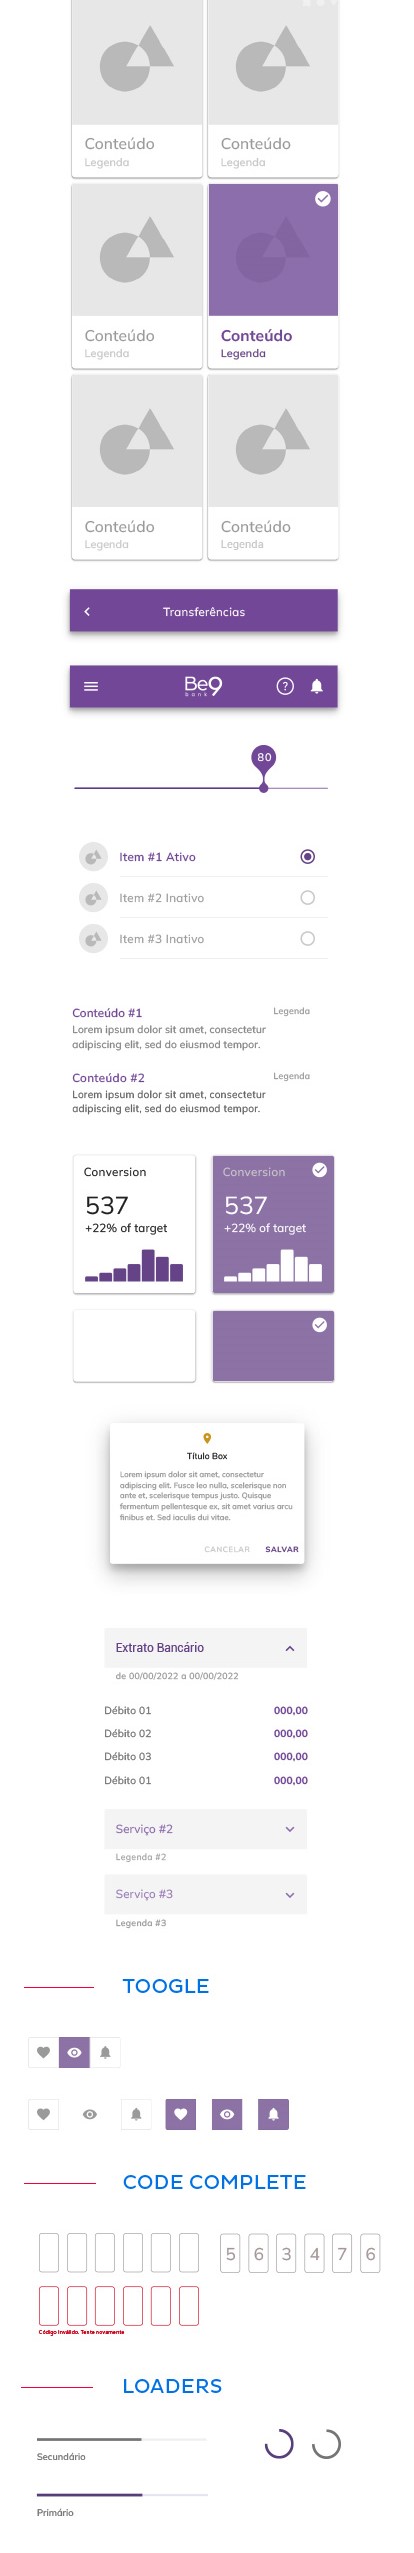 Conteúdo
Legenda
Conteúdo
Legenda
Conteúdo
Legenda
Conteúdo
Legenda
Conteúdo
Legenda
Conteúdo
Legenda
Transferências
Be9
bank
?
80
Item #1 Ativo
Item #2 Inativo
Item #3 Inativo
Conteúdo #1
Legenda
Lorem ipsum dolor sit amet, consectetur
adipiscing elit, sed do eiusmod tempor.
Conteúdo #2
Legenda
Lorem ipsum dolor sit amet, consectetur
adipiscing elit, sed do eiusmod tempor.
Conversion
537
+22% of target
Conversion
537
+22% of target
Título Box
Lorem ipsum dolor sit amet, consectetur
adipiscing elit. Fusce leo nulla, scelerisque non
ante et, scelerisque tempus justo. Quisque
fermentum pellentesque ex, sit amet varius arcu
finibus et. Sed iaculis dui vitae.
CANCELAR SALVAR
Extrato Bancário
de 00/00/2022 a 00/00/2022
Débito 01 000,00
Débito 02 000,00
Débito 03 000,00
Débito 01 000,00
Serviço #2
Legenda #2
Serviço #3
Legenda #3
TOOGLE
CODE COMPLETE
5 6 3 4 7 6
Código Inválido. Tente novamente
LOADERS
Secundário
Primário